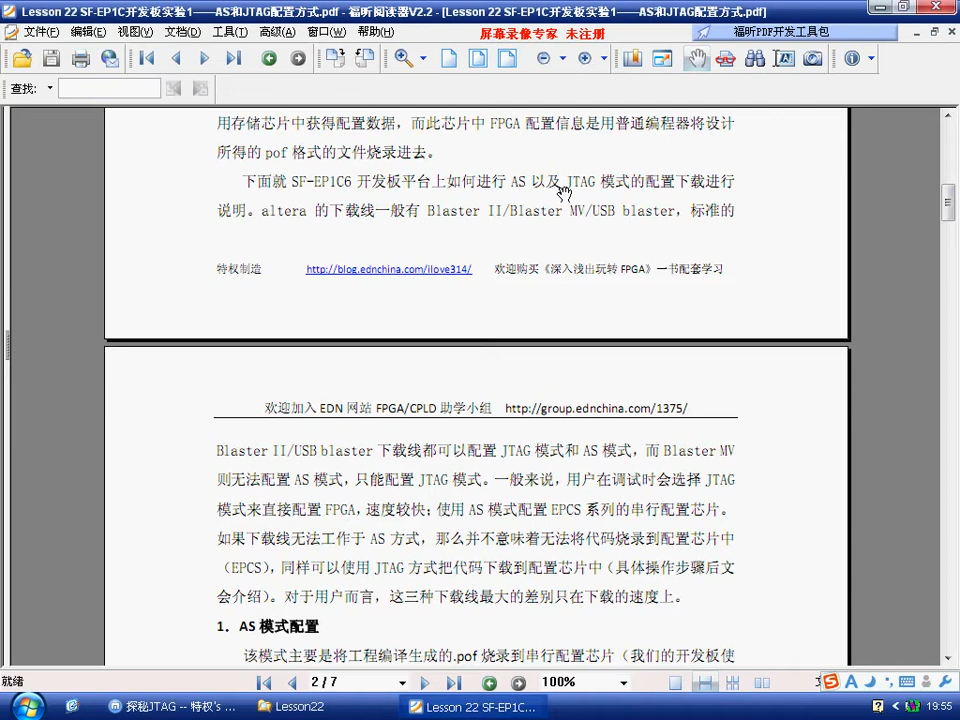 Lesson 22 SF-EP1C开发板实验1——AS和JTAG配置方式.pdf - 福昕阅读器V2.2 - [Lesson 22 SF-EP1C开发板实验1——AS和JTAG配置方式.pdf]
文件(F) 编辑(E) 视图(V) 文档(D) 工具(T) 高级(A) 窗口(W) 帮助(H) 屏幕录像专家 未注册 福昕PDF开发工具包
查找:
用存储芯片中获得配置数据，而此芯片中 FPGA 配置信息是用普通编程器将设计
所得的 pof 格式的文件烧录进去。
下面就 SF-EP1C6 开发板平台上如何进行 AS 以及 JTAG 模式的配置下载进行
说明。altera 的下载线一般有 Blaster II/Blaster MV/USB blaster，标准的
特权制造 http://blog.ednchina.com/ilove314/ 欢迎购买《深入浅出玩转 FPGA》一书配套学习
欢迎加入 EDN 网站 FPGA/CPLD 助学小组 http://group.ednchina.com/1375/
Blaster II/USB blaster 下载线都可以配置 JTAG 模式和 AS 模式，而 Blaster MV
则无法配置 AS 模式，只能配置 JTAG 模式。一般来说，用户在调试时会选择 JTAG
模式来直接配置 FPGA，速度较快；使用 AS 模式配置 EPCS 系列的串行配置芯片。
如果下载线无法工作于 AS 方式，那么并不意味着无法将代码烧录到配置芯片中
（EPCS），同样可以使用 JTAG 方式把代码下载到配置芯片中（具体操作步骤后文
会介绍）。对于用户而言，这三种下载线最大的差别只在下载的速度上。
1. AS 模式配置
该模式主要是将工程编译生成的.pof 烧录到串行配置芯片（我们的开发板使
就绪 2/7 100%
探秘JTAG -- 特权's ... Lesson22 Lesson 22 SF-EP1C... 19:55